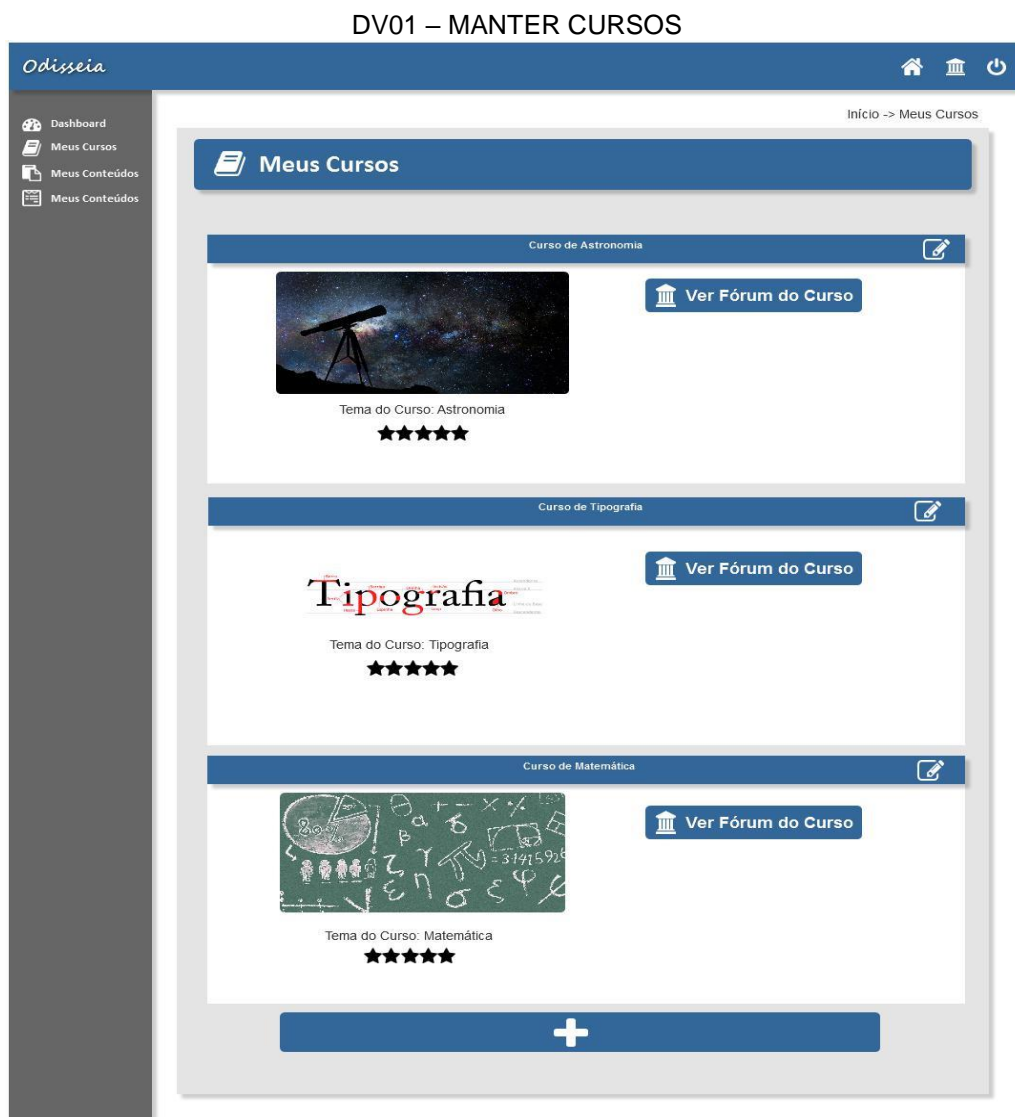 DV01 – MANTER CURSOS
Odisseia
Início -> Meus Cursos
Dashboard
Meus Cursos
Meus Conteúdos
Meus Conteúdos
Meus Cursos
Curso de Astronomia
Ver Fórum do Curso
Tema do Curso: Astronomia
Curso de Tipografia
Ver Fórum do Curso
Tipografia
Tema do Curso: Tipografia
Curso de Matemática
Ver Fórum do Curso
80%
= 31415926
Tema do Curso: Matemática